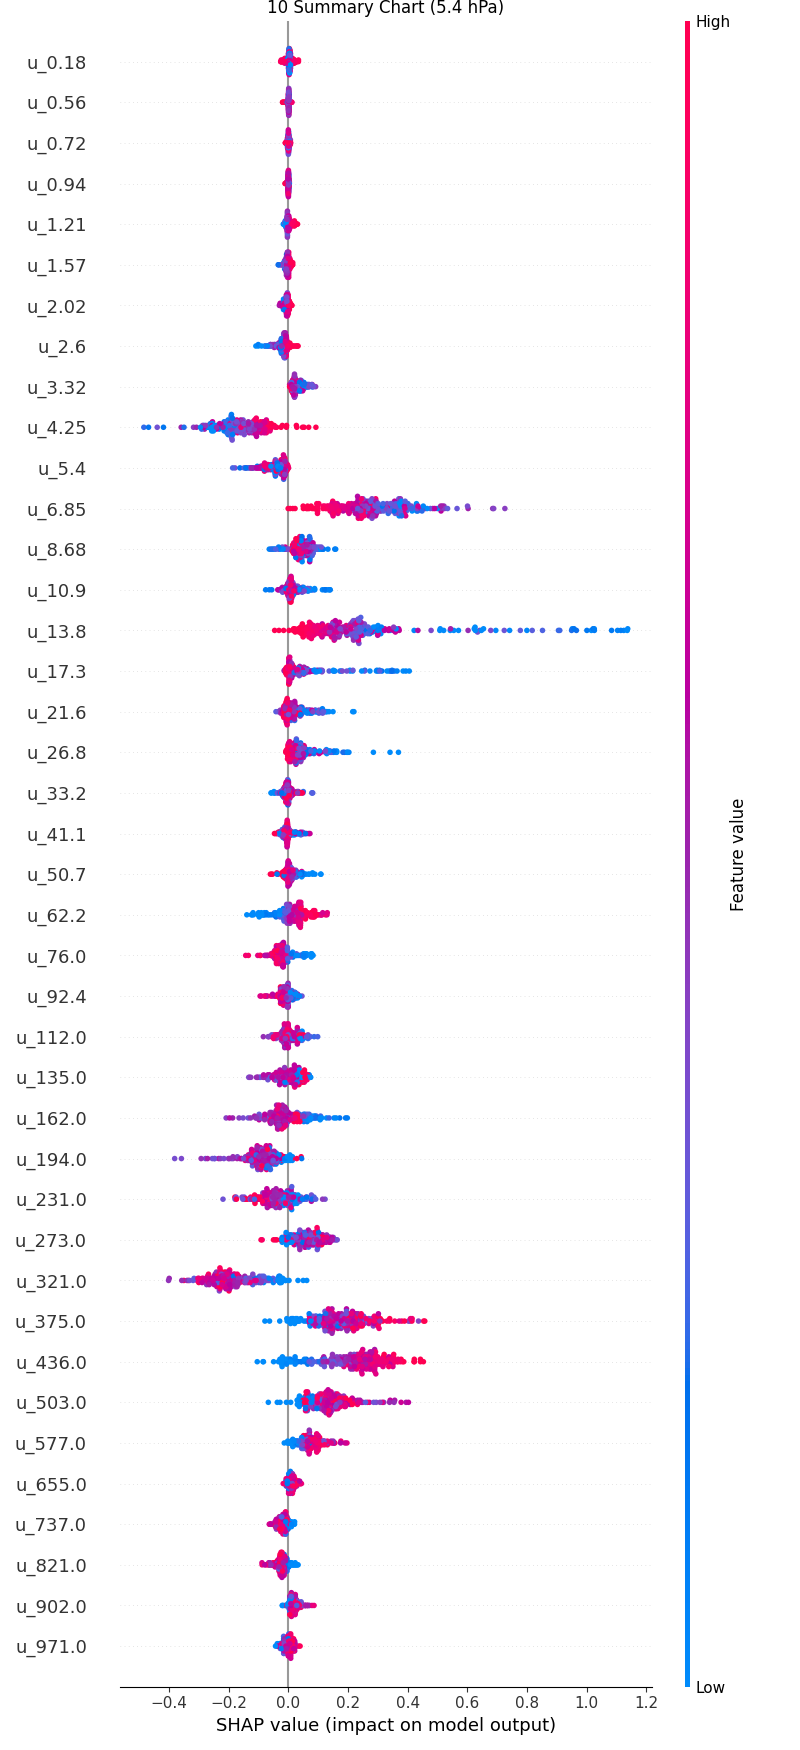 10 Summary Chart (5.4 hPa)
High
u_0.18
u_0.56
u_0.72
u_0.94
u_1.21
u_1.57
u_2.02
u_2.6
u_3.32
u_4.25
u_5.4
u_6.85
u_8.68
u_10.9
u_13.8
u_17.3
u_21.6
u_26.8
u_33.2
u_41.1
u_50.7
u_62.2
u_76.0
u_92.4
u_112.0
u_135.0
u_162.0
u_194.0
u_231.0
u_273.0
u_321.0
u_375.0
u_436.0
u_503.0
u_577.0
u_655.0
u_737.0
u_821.0
u_902.0
u_971.0
Feature value
Low
−0.4 −0.2 0.0 0.2 0.4 0.6 0.8 1.0 1.2
SHAP value (impact on model output)